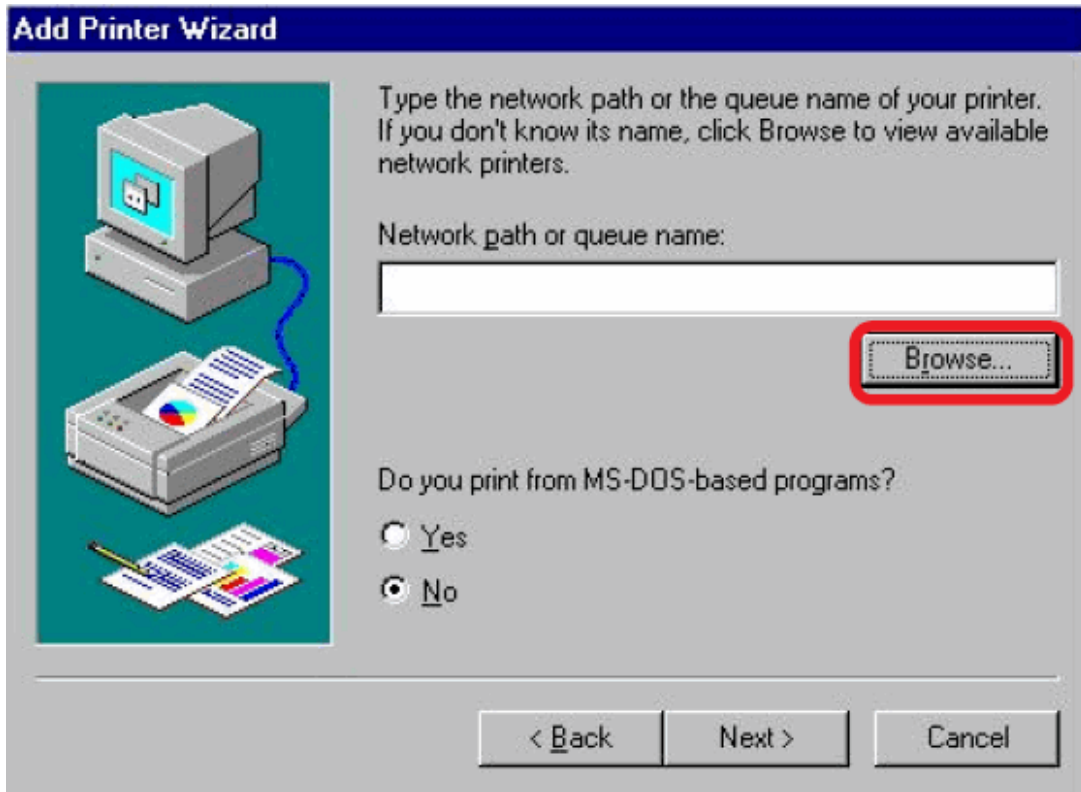 Add Printer Wizard
Type the network path or the queue name of your printer.
If you don't know its name, click Browse to view available
network printers.
Network path or queue name:
Browse...
Do you print from MS-DOS-based programs?
Yes
No
< Back
Next >
Cancel